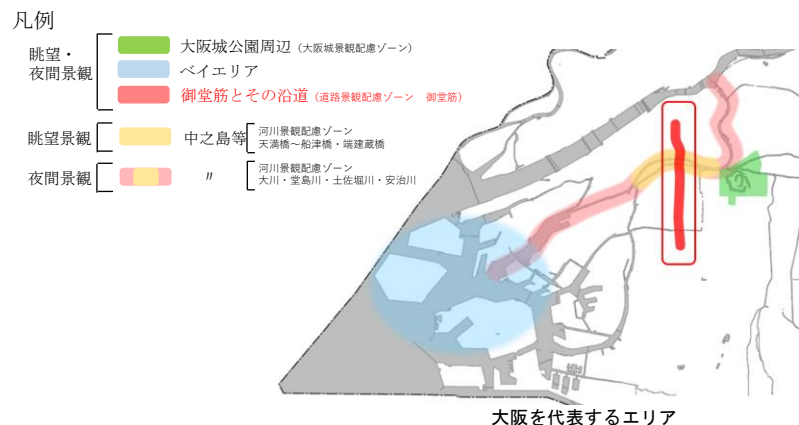 凡例
眺望・
夜間景観
大阪城公園周辺（大阪城景観配慮ゾーン）
ベイエリア
御堂筋とその沿道（道路景観配慮ゾーン　御堂筋）
眺望景観
中之島等
河川景観配慮ゾーン
天満橋～船津橋・端建蔵橋
夜間景観
〃
河川景観配慮ゾーン
大川・堂島川・土佐堀川・安治川
大阪を代表するエリア